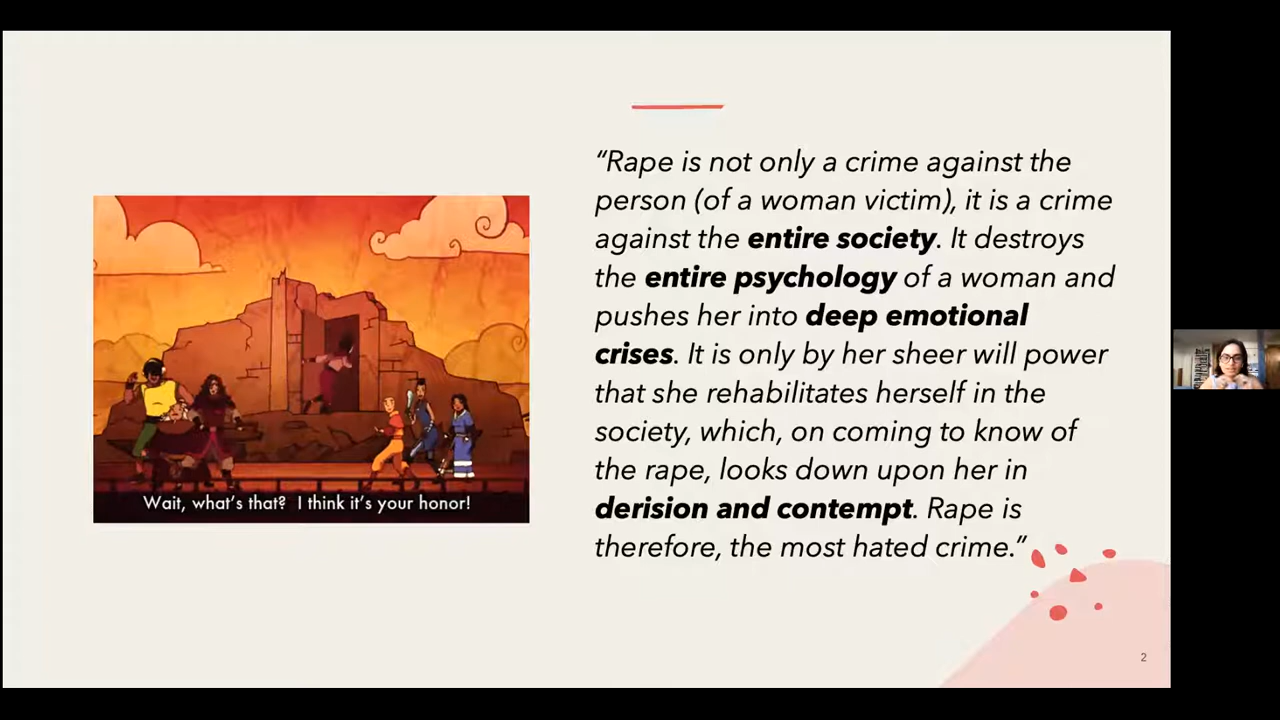 “Rape is not only a crime against the
person (of a woman victim), it is a crime
against the entire society. It destroys
the entire psychology of a woman and
pushes her into deep emotional
crises. It is only by her sheer will power
that she rehabilitates herself in the
society, which, on coming to know of
the rape, looks down upon her in
derision and contempt. Rape is
therefore, the most hated crime.”
Wait, what's that? I think it's your honor!
2